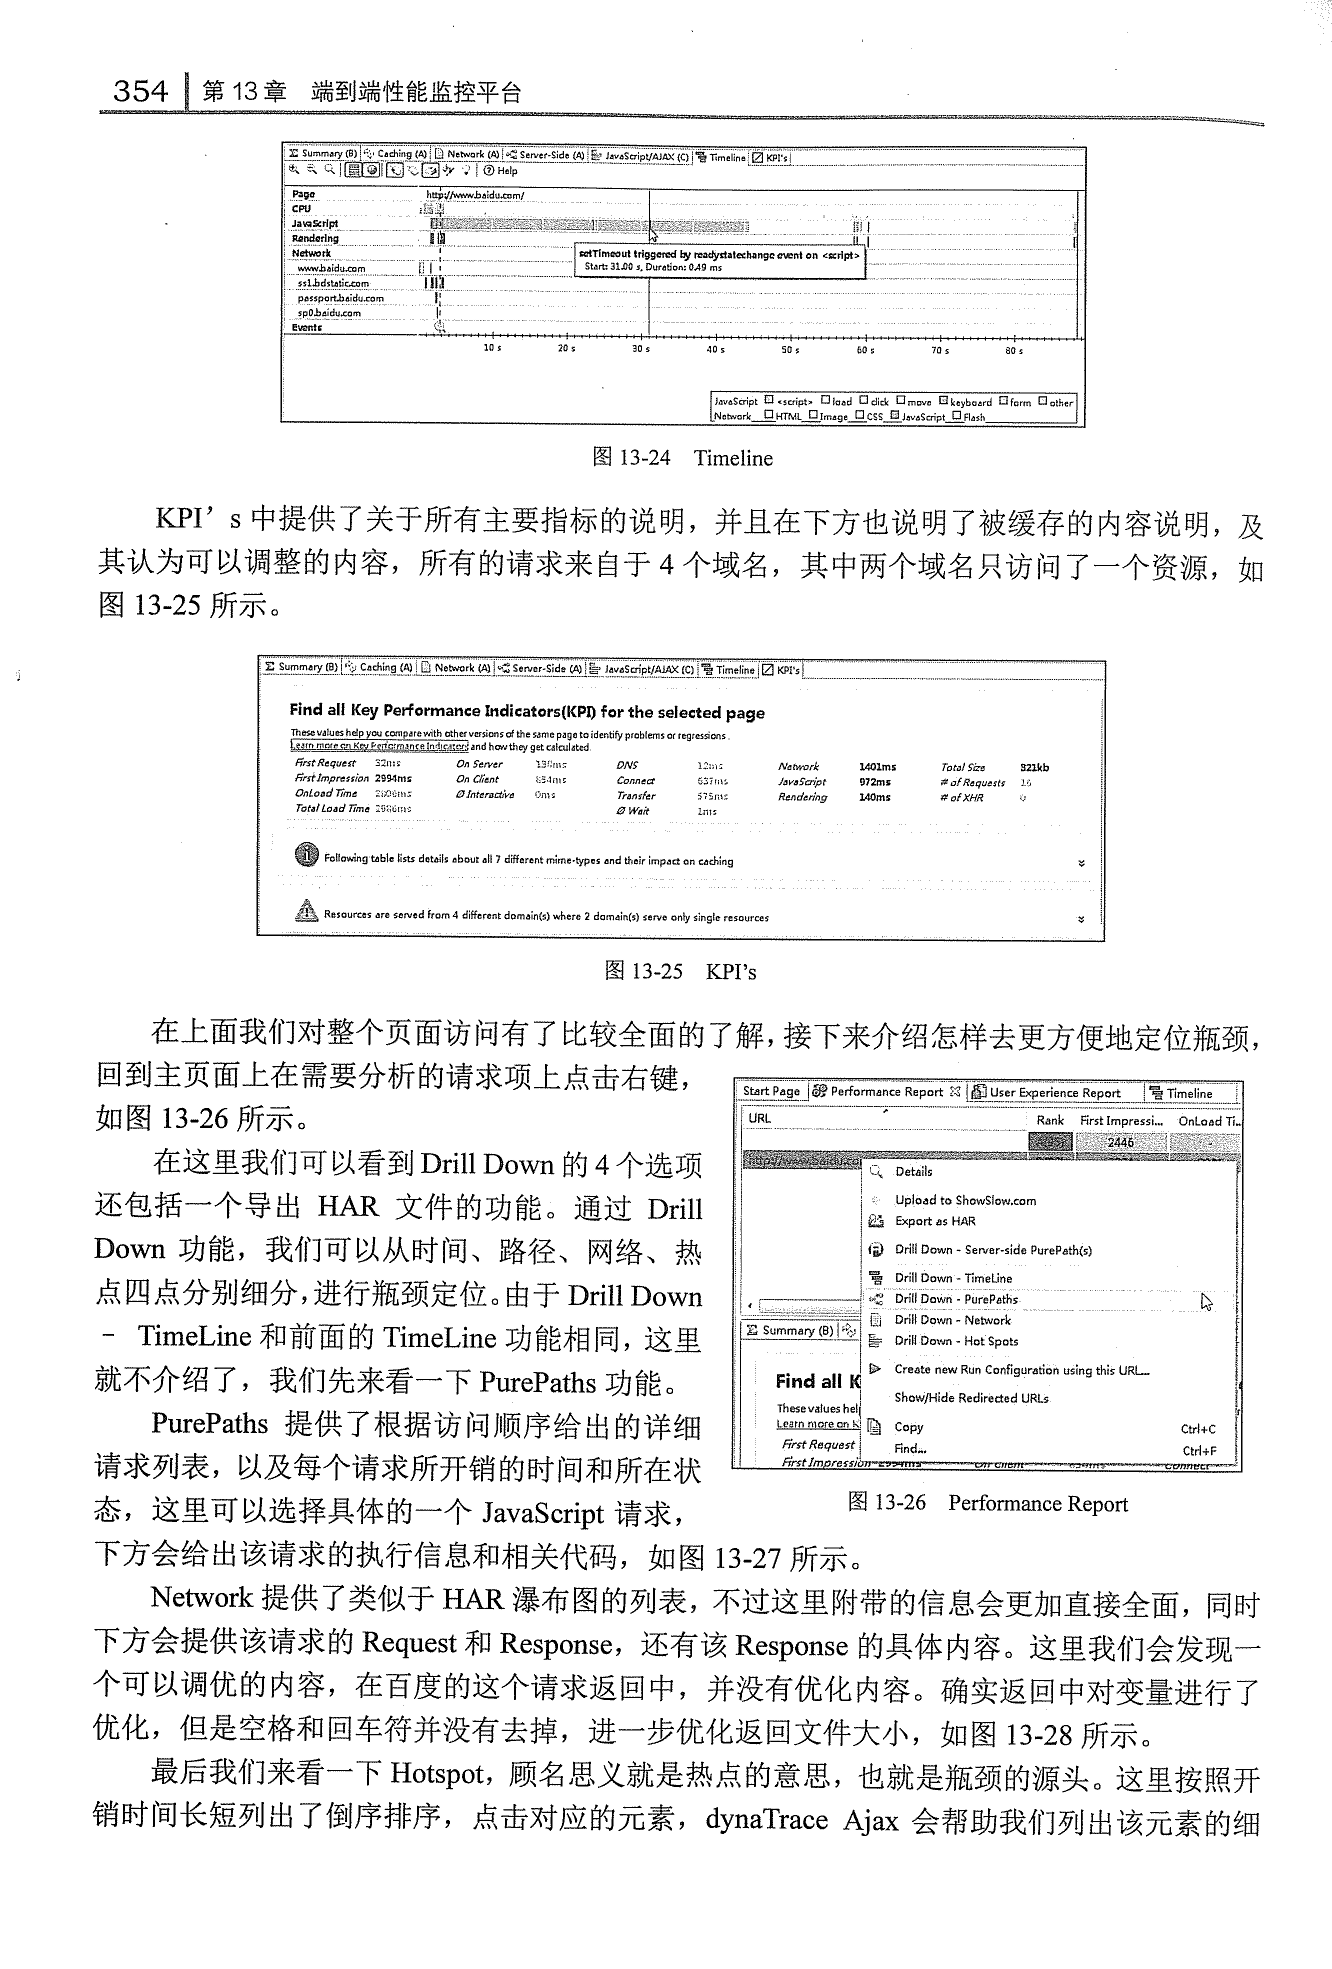 354 第13章 端到端性能监控平台
Summary (B) Caching (A) Network (A) Server-Side (A) JavaScript/AJAX (C) Timeline KPI's
Help
Page http://www.baidu.com/
CPU
JavaScript
Rendering
Network
setTimeout triggered by readystatechange event on <script>
www.baidu.com
Start: 31.00 s, Duration: 0.49 ms
ss1.bdstatic.com
passport.baidu.com
sp0.baidu.com
Events
10 s 20 s 30 s 40 s 50 s 60 s 70 s 80 s
JavaScript <script> load click move keyboard form other
Network HTML Image CSS JavaScript Flash
图 13-24 Timeline
KPI’s 中提供了关于所有主要指标的说明，并且在下方也说明了被缓存的内容说明，及
其认为可以调整的内容，所有的请求来自于 4 个域名，其中两个域名只访问了一个资源，如
图 13-25 所示。
Summary (B) Caching (A) Network (A) Server-Side (A) JavaScript/AJAX (C) Timeline KPI's
Find all Key Performance Indicators(KPI) for the selected page
These values help you compare with other versions of the same page to identify problems or regressions.
Learn more on Key Performance Indicators and how they get calculated
First Request 32ms On Server DNS Network 1401ms Total Size 321kb
First Impression 2994ms On Client Connect JavaScript 972ms # of Requests
OnLoad Time Ø Interactive 0ms Transfer 575ms Rendering 140ms # of XHR
Total Load Time Ø Wait 1ms
Following table lists details about all 7 different mime-types and their impact on caching
Resources are served from 4 different domain(s) where 2 domain(s) serve only single resources
图 13-25 KPI’s
在上面我们对整个页面访问有了比较全面的了解，接下来介绍怎样去更方便地定位瓶颈，
回到主页面上在需要分析的请求项上点击右键，
如图 13-26 所示。
在这里我们可以看到 Drill Down 的 4 个选项
还包括一个导出 HAR 文件的功能。通过 Drill
Down 功能，我们可以从时间、路径、网络、热
点四点分别细分，进行瓶颈定位。由于 Drill Down
– TimeLine 和前面的 TimeLine 功能相同，这里
就不介绍了，我们先来看一下 PurePaths 功能。
PurePaths 提供了根据访问顺序给出的详细
请求列表，以及每个请求所开销的时间和所在状
态，这里可以选择具体的一个 JavaScript 请求，
Start Page Performance Report User Experience Report Timeline
URL Rank First Impressi... OnLoad Ti..
2446
http://www.baidu.co
Details
Upload to ShowSlow.com
Export as HAR
Drill Down - Server-side PurePath(s)
Drill Down - TimeLine
Drill Down - PurePaths
Drill Down - Network
Summary (B)
Drill Down - Hot Spots
Create new Run Configuration using this URL...
Find all K
Show/Hide Redirected URLs
These values hel
Learn more on K
Copy Ctrl+C
First Request
Find... Ctrl+F
First Impression
图 13-26 Performance Report
下方会给出该请求的执行信息和相关代码，如图 13-27 所示。
Network 提供了类似于 HAR 瀑布图的列表，不过这里附带的信息会更加直接全面，同时
下方会提供该请求的 Request 和 Response，还有该 Response 的具体内容。这里我们会发现一
个可以调优的内容，在百度的这个请求返回中，并没有优化内容。确实返回中对变量进行了
优化，但是空格和回车符并没有去掉，进一步优化返回文件大小，如图 13-28 所示。
最后我们来看一下 Hotspot，顾名思义就是热点的意思，也就是瓶颈的源头。这里按照开
销时间长短列出了倒序排序，点击对应的元素，dynaTrace Ajax 会帮助我们列出该元素的细